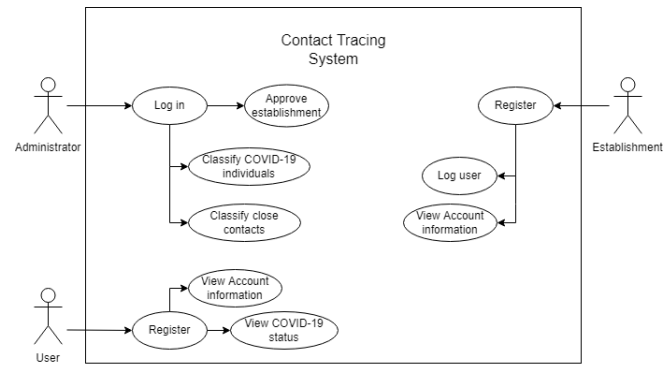 Contact Tracing
System
Log in
Approve
establishment
Register
Administrator
Establishment
Classify COVID-19
individuals
Log user
Classify close
contacts
View Account
information
View Account
information
Register
View COVID-19
status
User